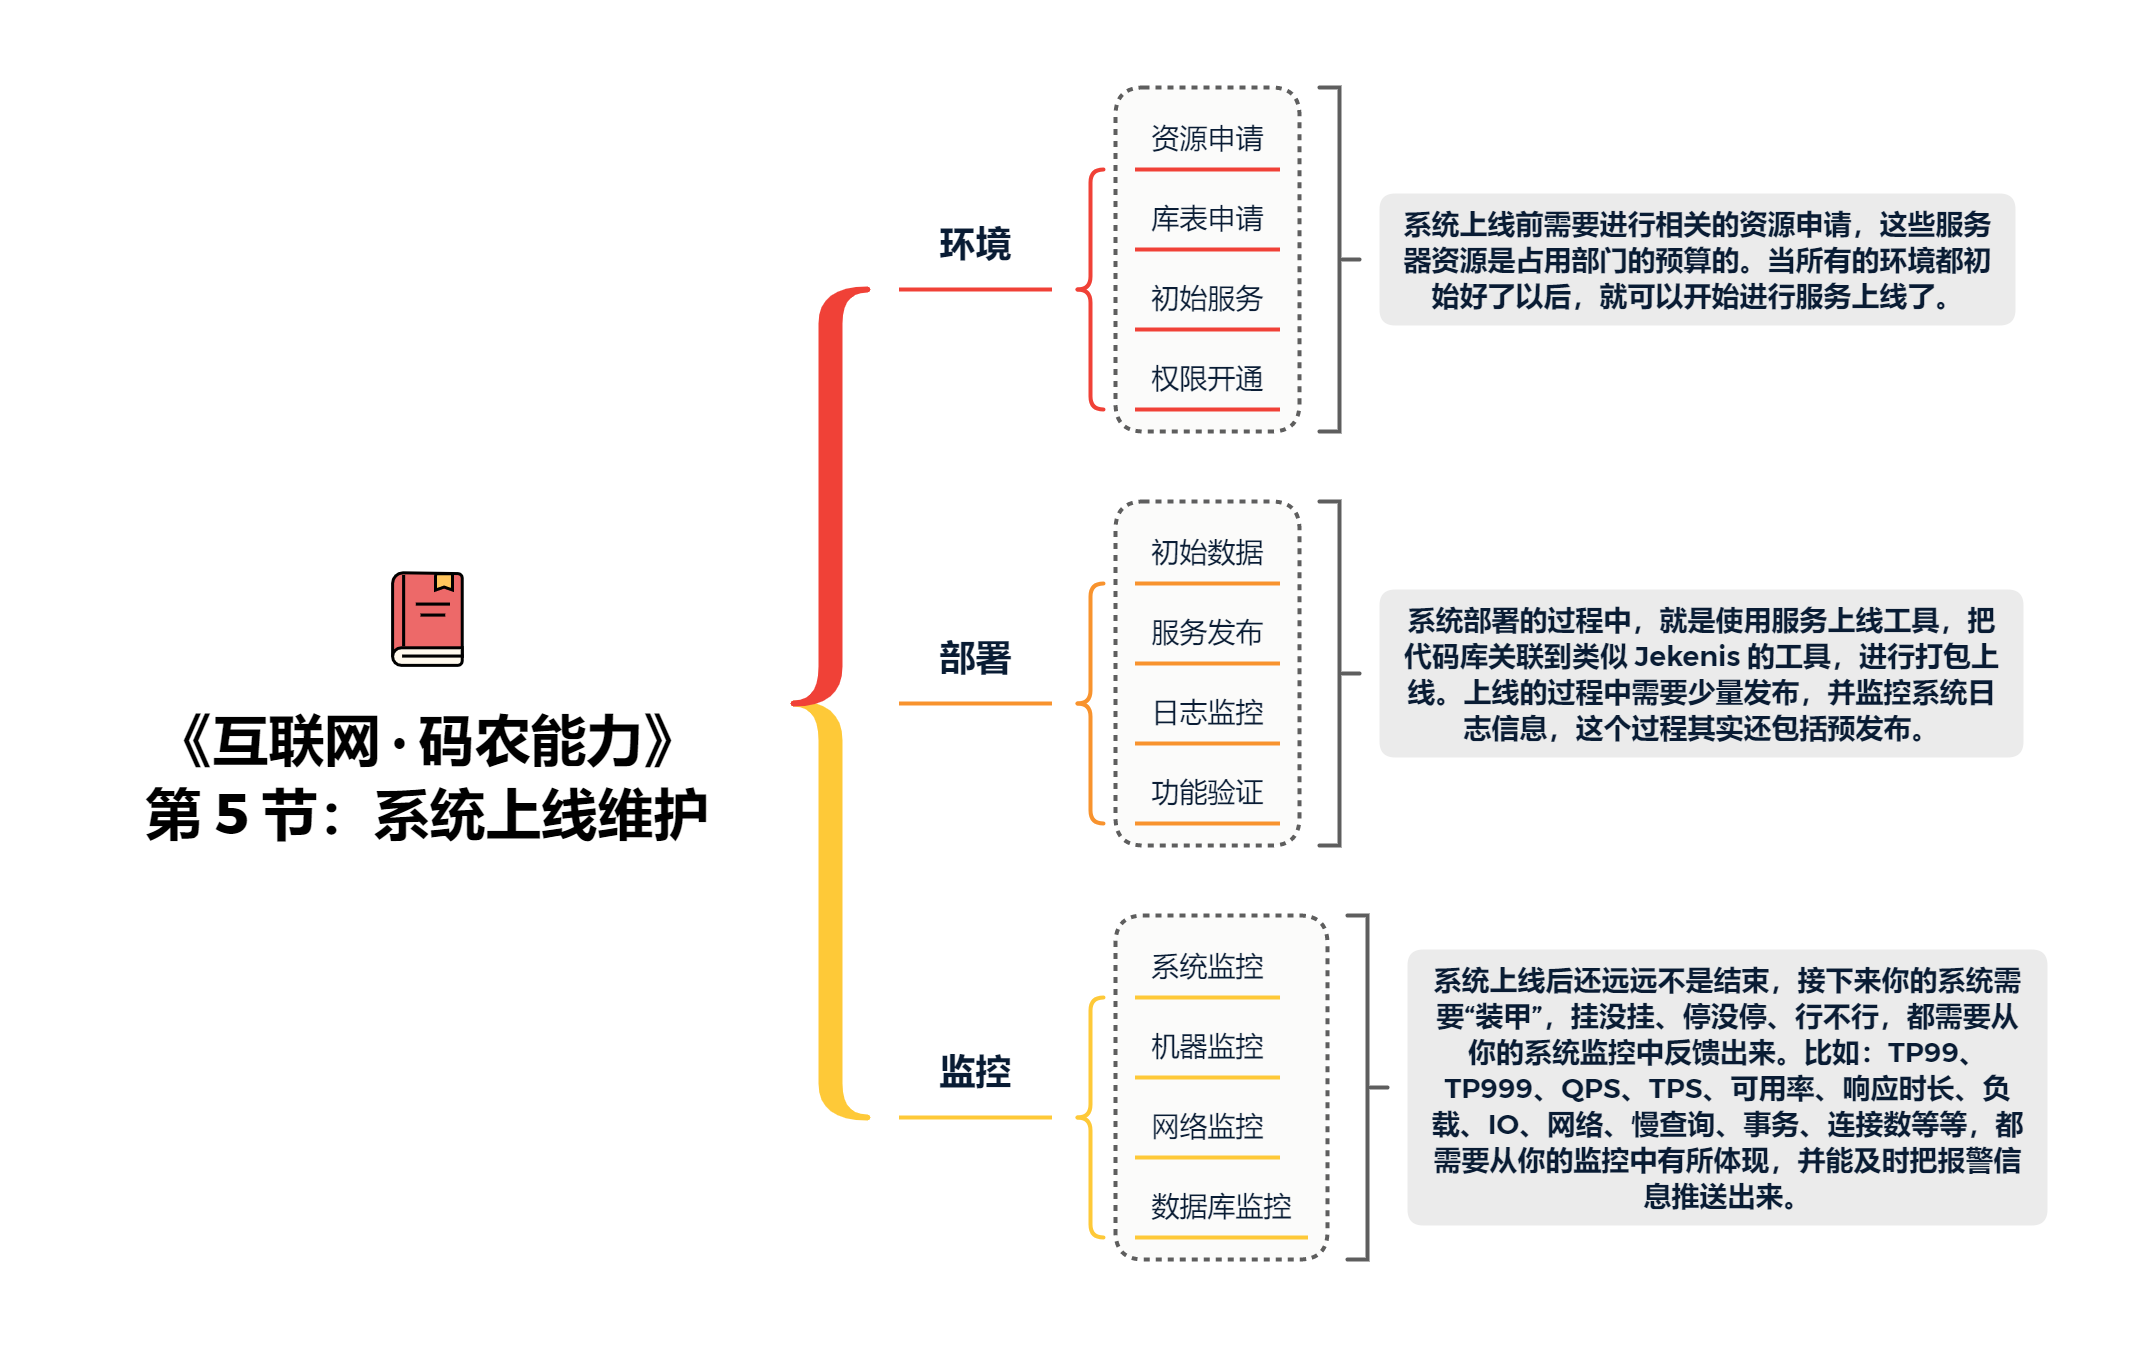 《互联网·码农能力》
第 5 节：系统上线维护
环境
资源申请
库表申请
初始服务
权限开通
系统上线前需要进行相关的资源申请，这些服务
器资源是占用部门的预算的。当所有的环境都初
始好了以后，就可以开始进行服务上线了。
部署
初始数据
服务发布
日志监控
功能验证
系统部署的过程中，就是使用服务上线工具，把
代码库关联到类似 Jekenis 的工具，进行打包上
线。上线的过程中需要少量发布，并监控系统日
志信息，这个过程其实还包括预发布。
监控
系统监控
机器监控
网络监控
数据库监控
系统上线后还远远不是结束，接下来你的系统需
要“装甲”，挂没挂、停没停、行不行，都需要从
你的系统监控中反馈出来。比如：TP99、
TP999、QPS、TPS、可用率、响应时长、负
载、IO、网络、慢查询、事务、连接数等等，都
需要从你的监控中有所体现，并能及时把报警信
息推送出来。